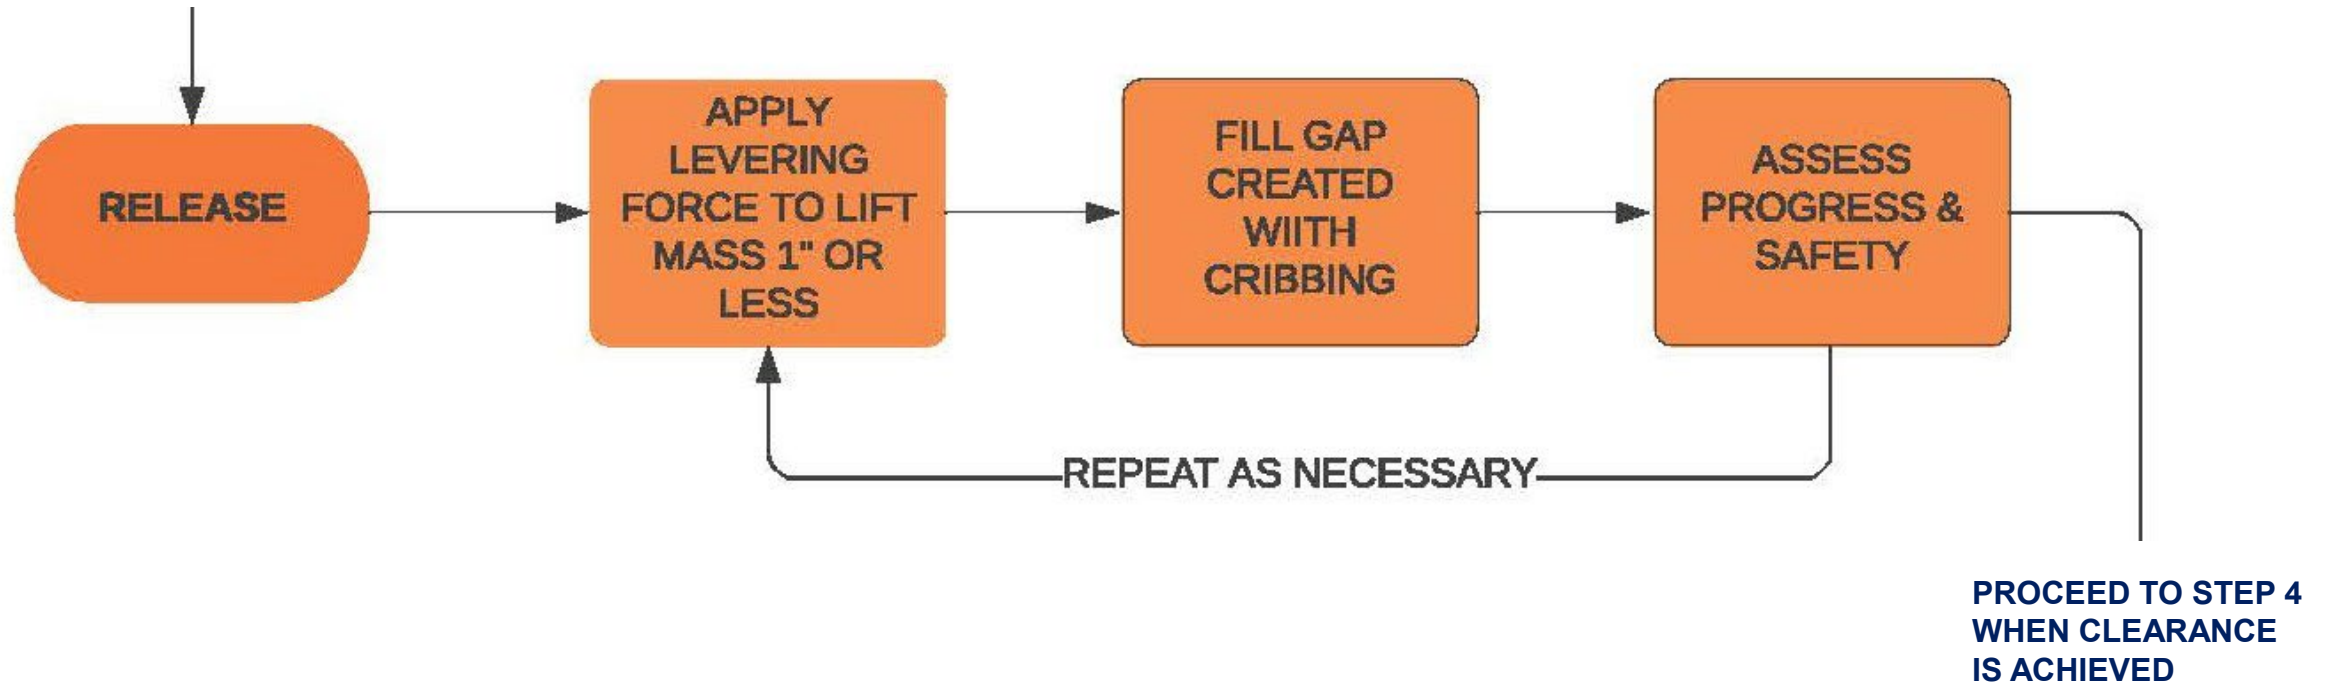 RELEASE
APPLY
LEVERING
FORCE TO LIFT
MASS 1" OR
LESS
FILL GAP
CREATED
WIITH
CRIBBING
ASSESS
PROGRESS &
SAFETY
REPEAT AS NECESSARY
PROCEED TO STEP 4
WHEN CLEARANCE
IS ACHIEVED